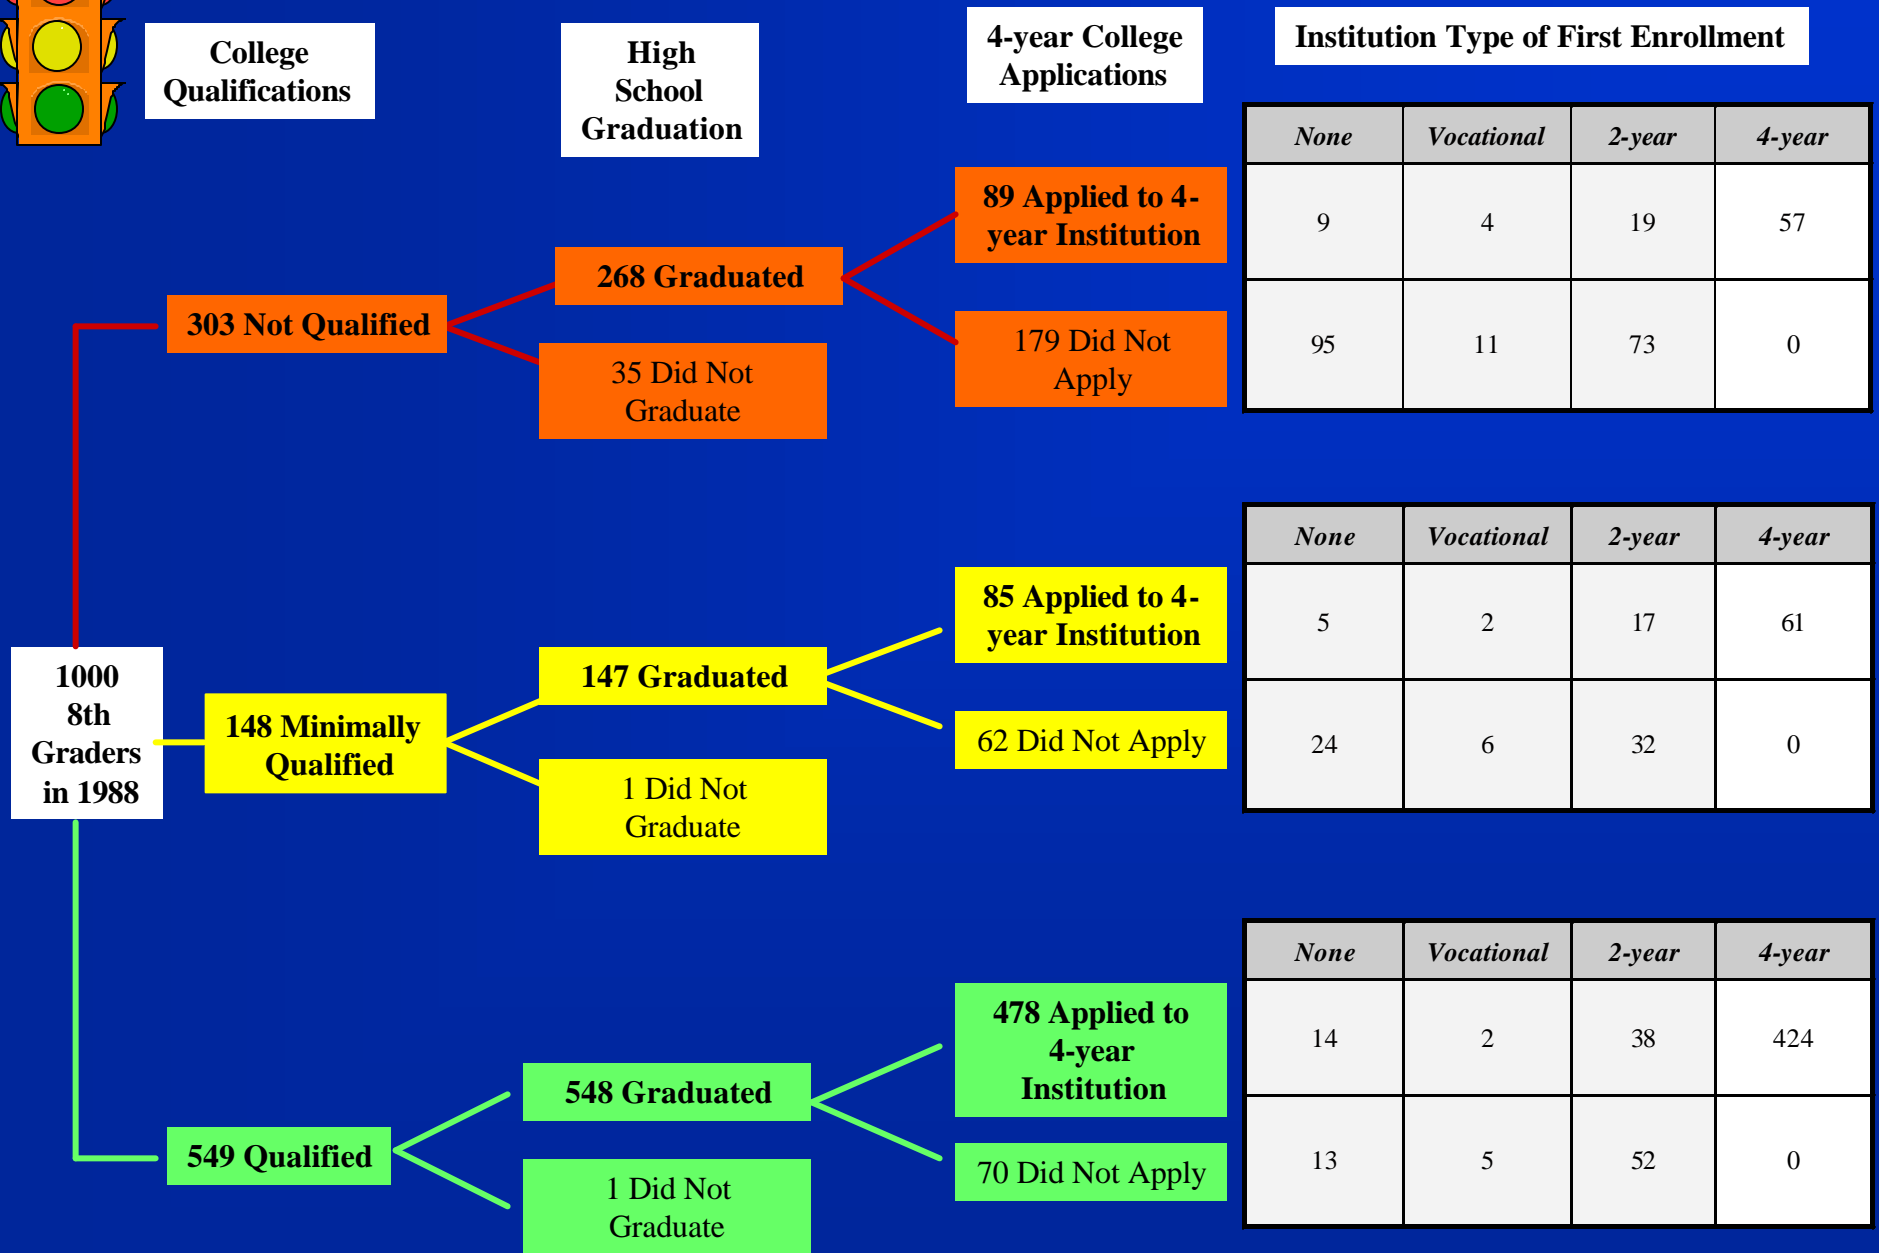 College
Qualifications
High
School
Graduation
4-year College
Applications
Institution Type of First Enrollment
None Vocational 2-year 4-year
89 Applied to 4-
year Institution
9 4 19 57
268 Graduated
303 Not Qualified
179 Did Not
Apply
95 11 73 0
35 Did Not
Graduate
None Vocational 2-year 4-year
85 Applied to 4-
year Institution
5 2 17 61
147 Graduated
1000
8th
Graders
in 1988
148 Minimally
Qualified
62 Did Not Apply
24 6 32 0
1 Did Not
Graduate
None Vocational 2-year 4-year
478 Applied to
4-year
Institution
14 2 38 424
548 Graduated
549 Qualified
70 Did Not Apply
13 5 52 0
1 Did Not
Graduate